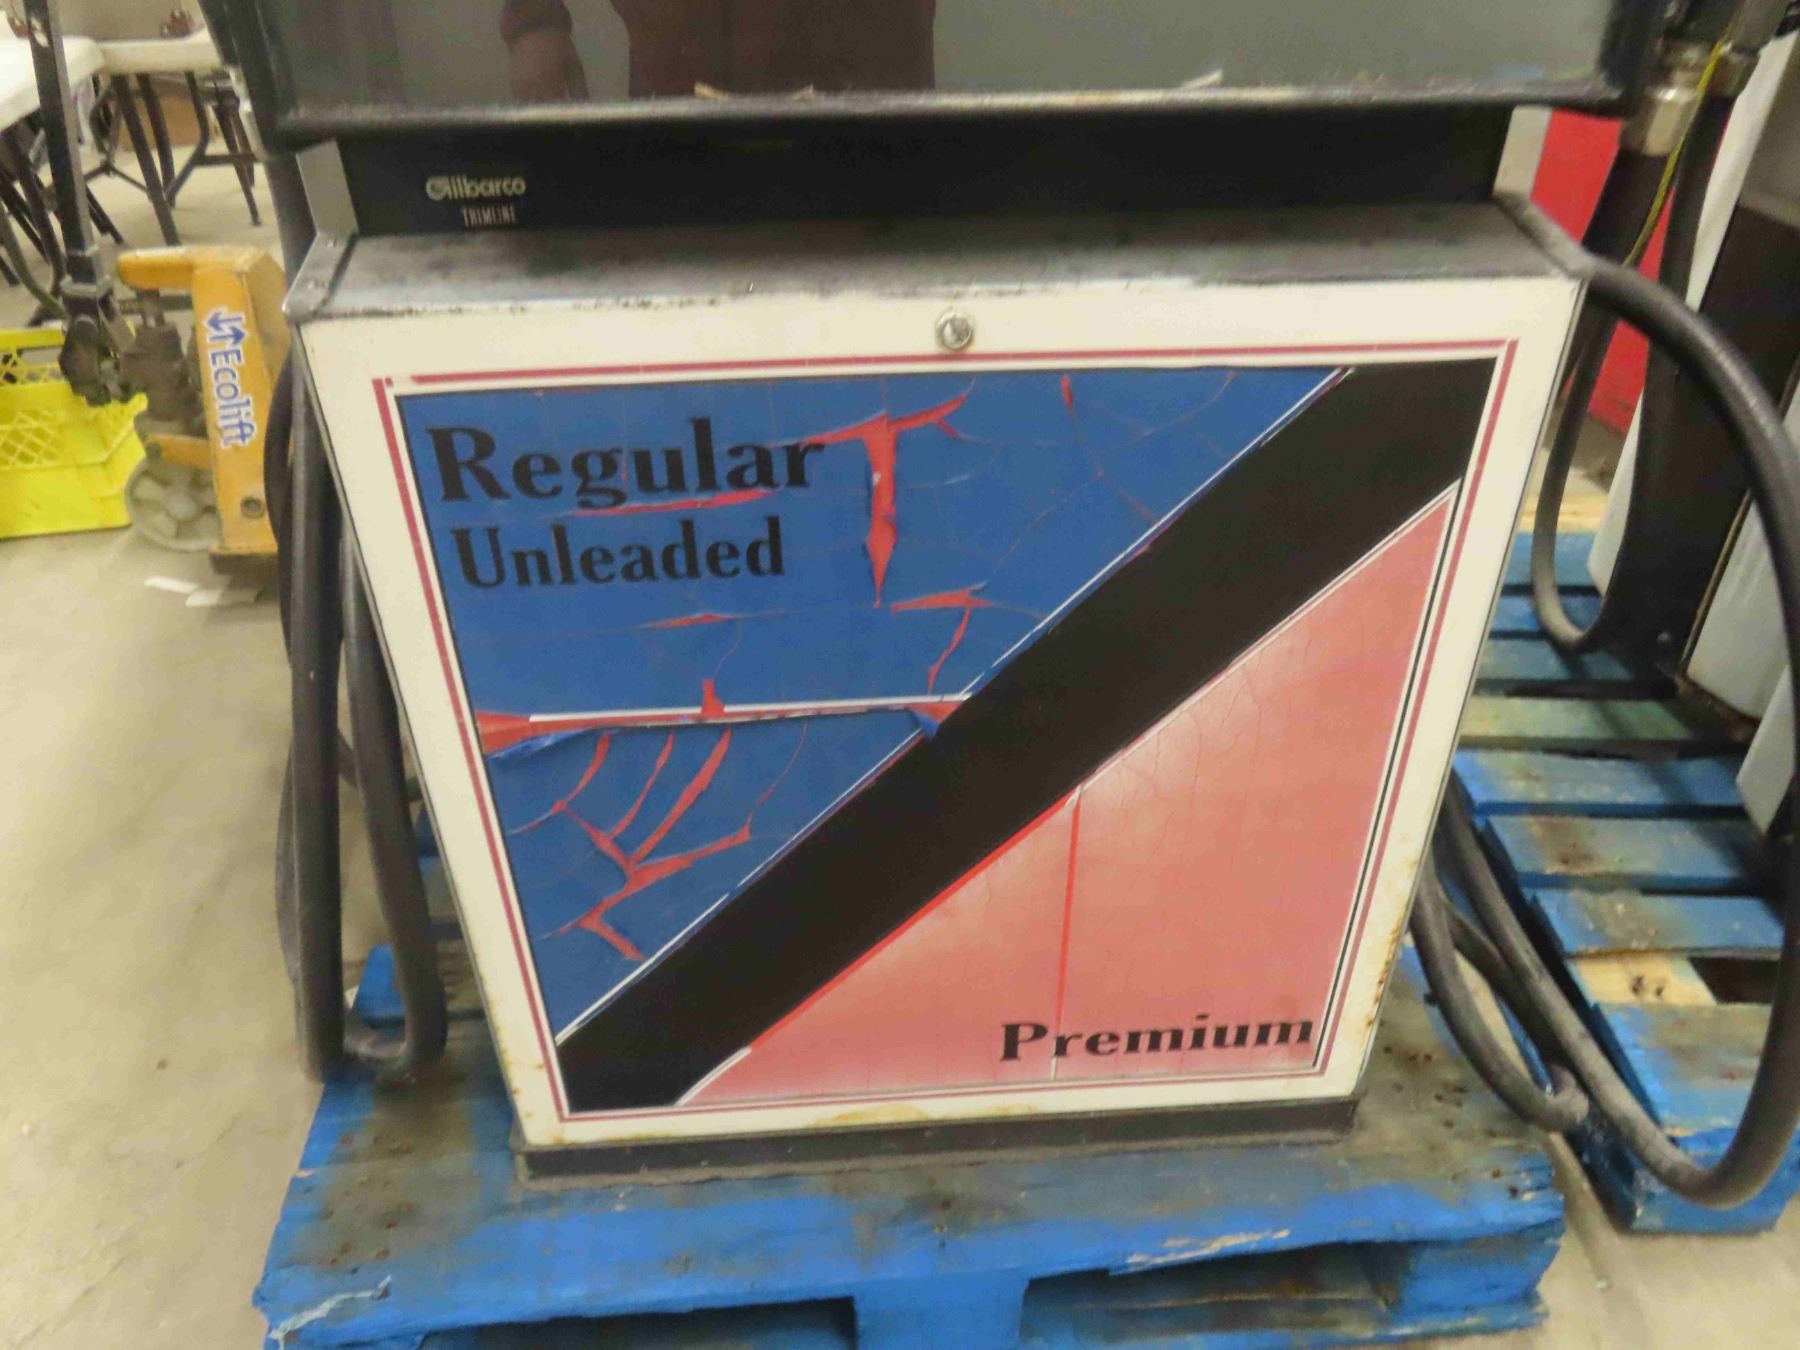 Gilbarco
TRIMLINE
Ecolift
Regular
Unleaded
Premium